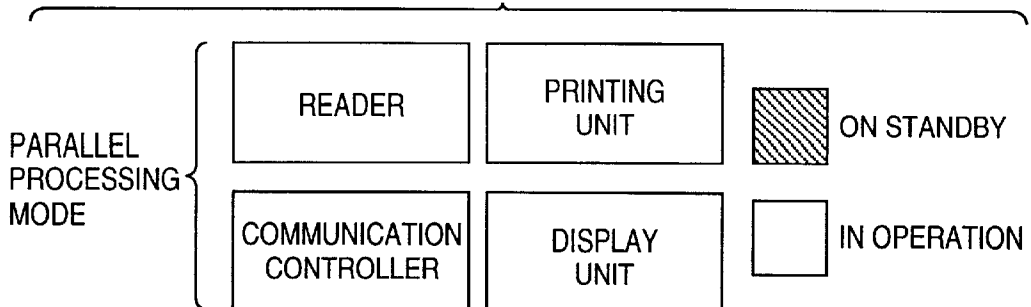 PARALLEL
PROCESSING
MODE
READER
PRINTING
UNIT
COMMUNICATION
CONTROLLER
DISPLAY
UNIT
ON STANDBY
IN OPERATION